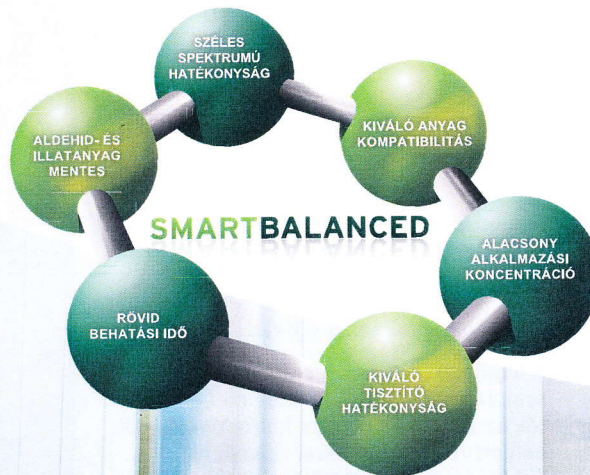 SZÉLES
SPEKTRUMÚ
HATÉKONYSÁG
KIVÁLÓ ANYAG
KOMPATIBILITÁS
ALDEHID- ÉS
ILLATANYAG
MENTES
SMARTBALANCED
ALACSONY
ALKALMAZÁSI
KONCENTRÁCIÓ
RÖVID
BEHATÁSI IDŐ
KIVÁLÓ
TISZTÍTÓ
HATÉKONYSÁG